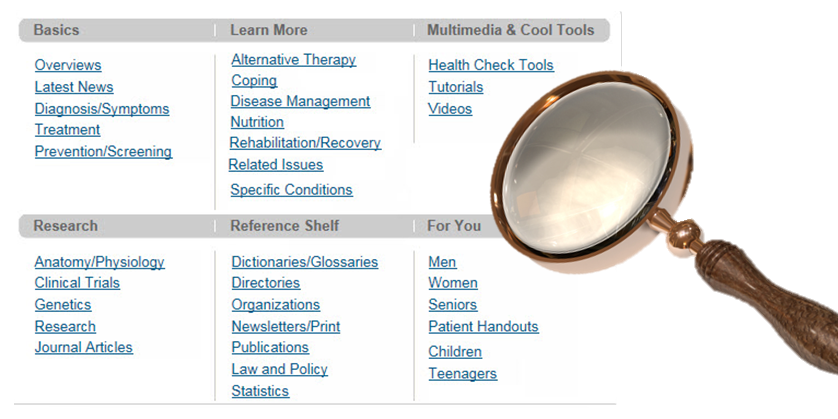 Basics
Overviews
Latest News
Diagnosis/Symptoms
Treatment
Prevention/Screening
Learn More
Alternative Therapy
Coping
Disease Management
Nutrition
Rehabilitation/Recovery
Related Issues
Specific Conditions
Multimedia & Cool Tools
Health Check Tools
Tutorials
Videos
Research
Anatomy/Physiology
Clinical Trials
Genetics
Research
Journal Articles
Reference Shelf
Dictionaries/Glossaries
Directories
Organizations
Newsletters/Print
Publications
Law and Policy
Statistics
For You
Men
Women
Seniors
Patient Handouts
Children
Teenagers